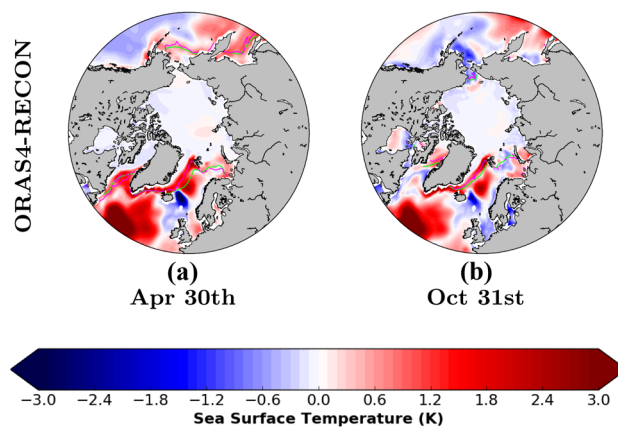 ORAS4-RECON
(a)
(b)
Apr 30th
Oct 31st
−3.0 −2.4 −1.8 −1.2 −0.6 0.0 0.6 1.2 1.8 2.4 3.0
Sea Surface Temperature (K)